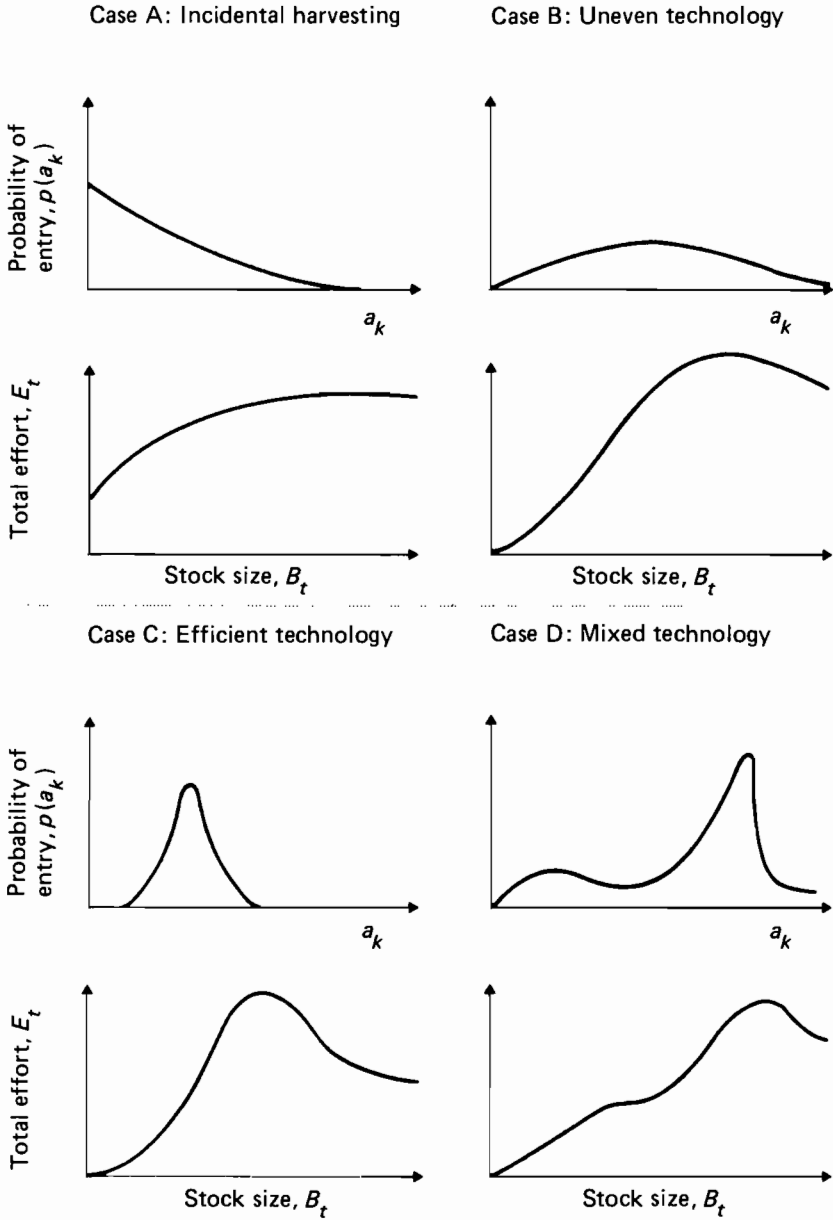 Case A: Incidental harvesting
Case B: Uneven technology
Probability of
entry, p(a_k)
a_k
a_k
Total effort, E_t
Stock size, B_t
Stock size, B_t
Case C: Efficient technology
Case D: Mixed technology
Probability of
entry, p(a_k)
a_k
a_k
Total effort, E_t
Stock size, B_t
Stock size, B_t